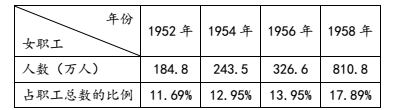 年份
女职工
1952 年 1954 年 1956 年 1958 年
人数（万人） 184.8 243.5 326.6 810.8
占职工总数的比例 11.69% 12.95% 13.95% 17.89%